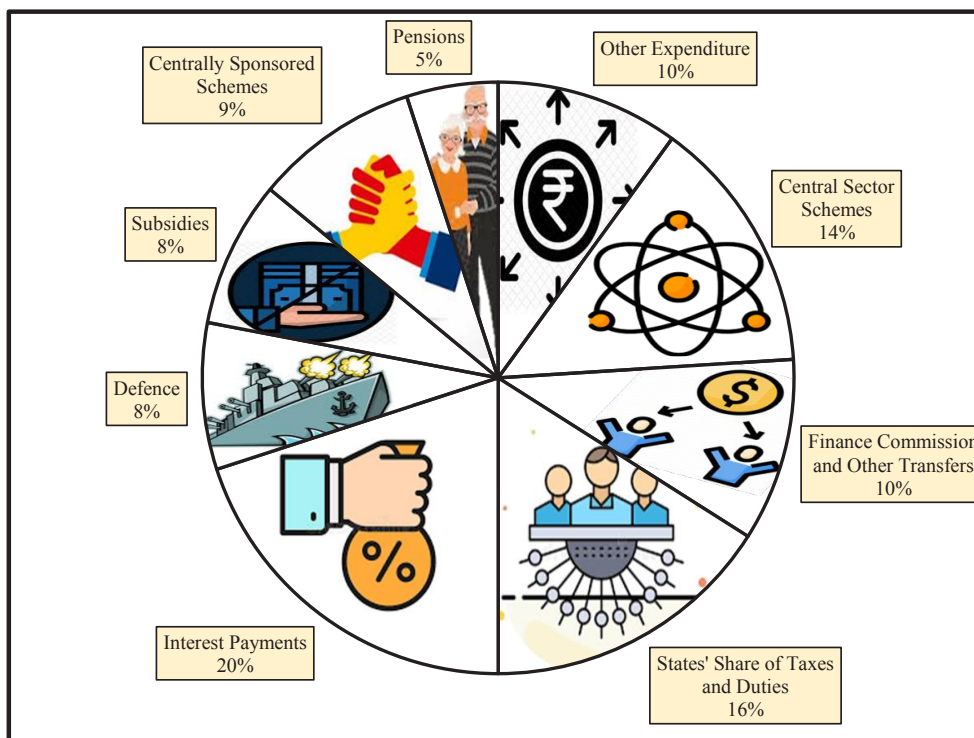 Pensions
5%
Other Expenditure
10%
Centrally Sponsored
Schemes
9%
Central Sector
Schemes
14%
Subsidies
8%
₹
$
Defence
8%
Finance Commission
and Other Transfers
10%
%
Interest Payments
20%
States' Share of Taxes
and Duties
16%